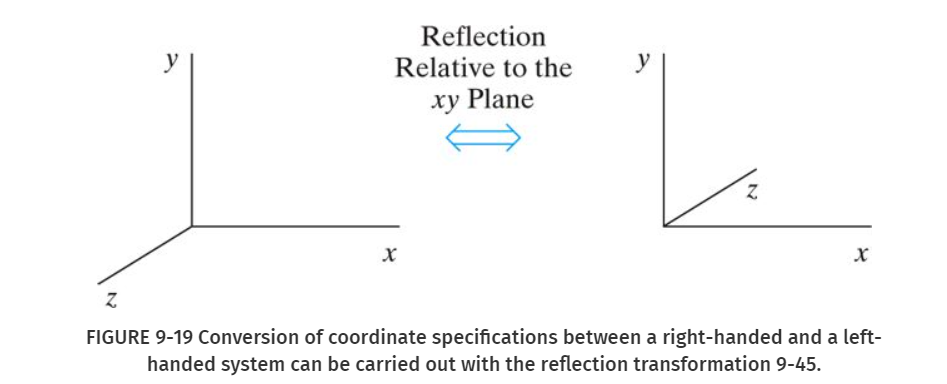 Reflection
Relative to the
xy Plane
y
x
z
y
z
x
FIGURE 9-19 Conversion of coordinate specifications between a right-handed and a left-
handed system can be carried out with the reflection transformation 9-45.